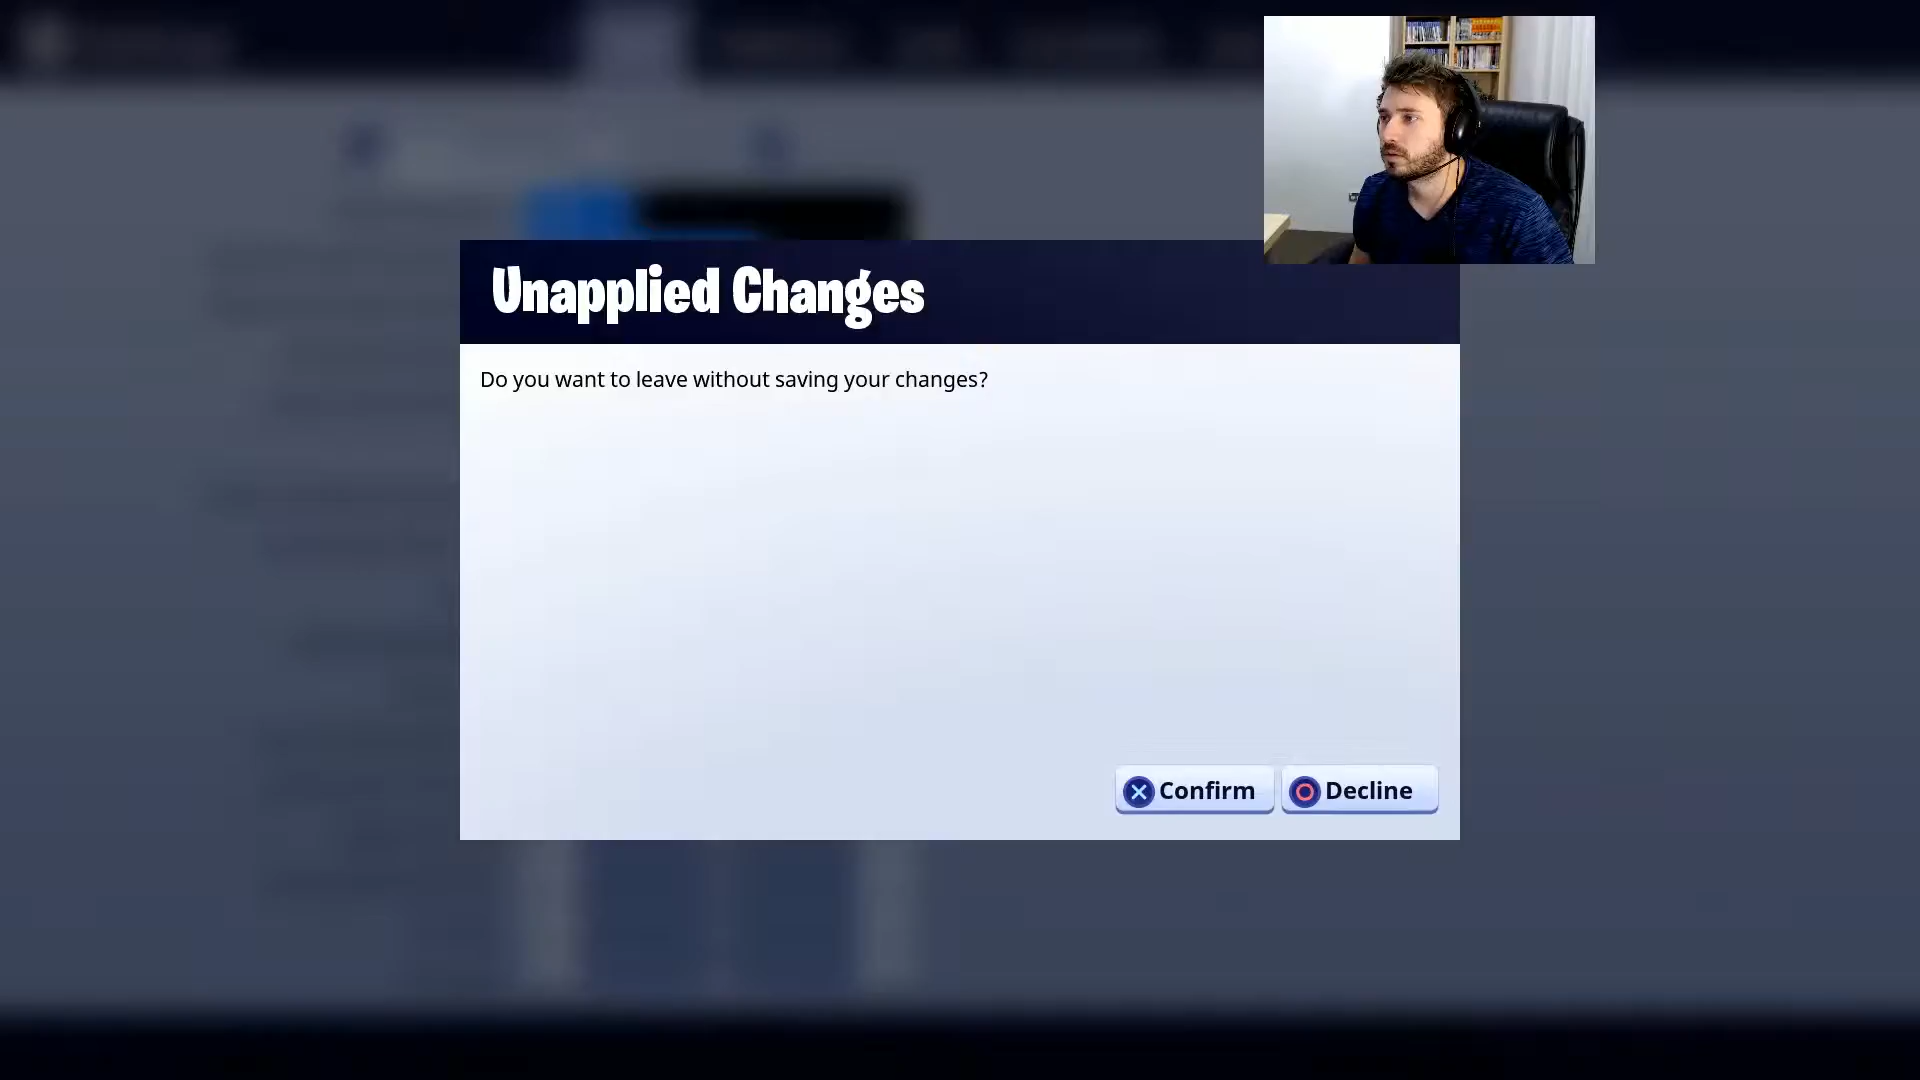 Unapplied Changes
Do you want to leave without saving your changes?
Confirm
Decline